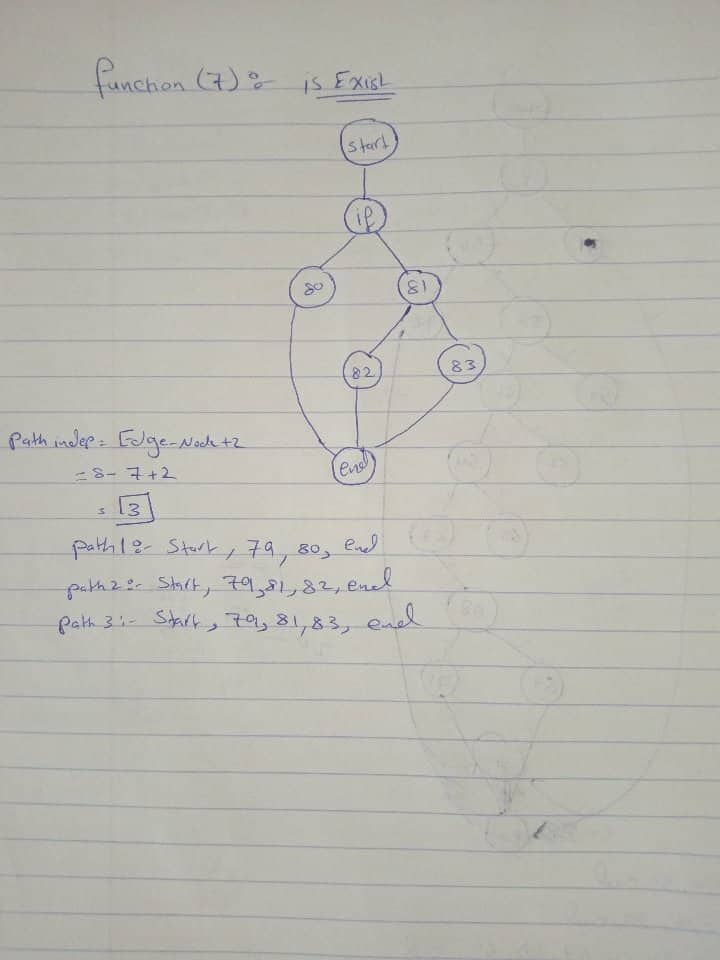 function (7) :- is Exist
start
if
80 81
82 83
end
Path indep = Edge - Node + 2
= 8 - 7 + 2
= 3
path 1 :- Start, 79, 80, end
path 2 :- Start, 79, 81, 82, end
path 3 :- Start, 79, 81, 83, end